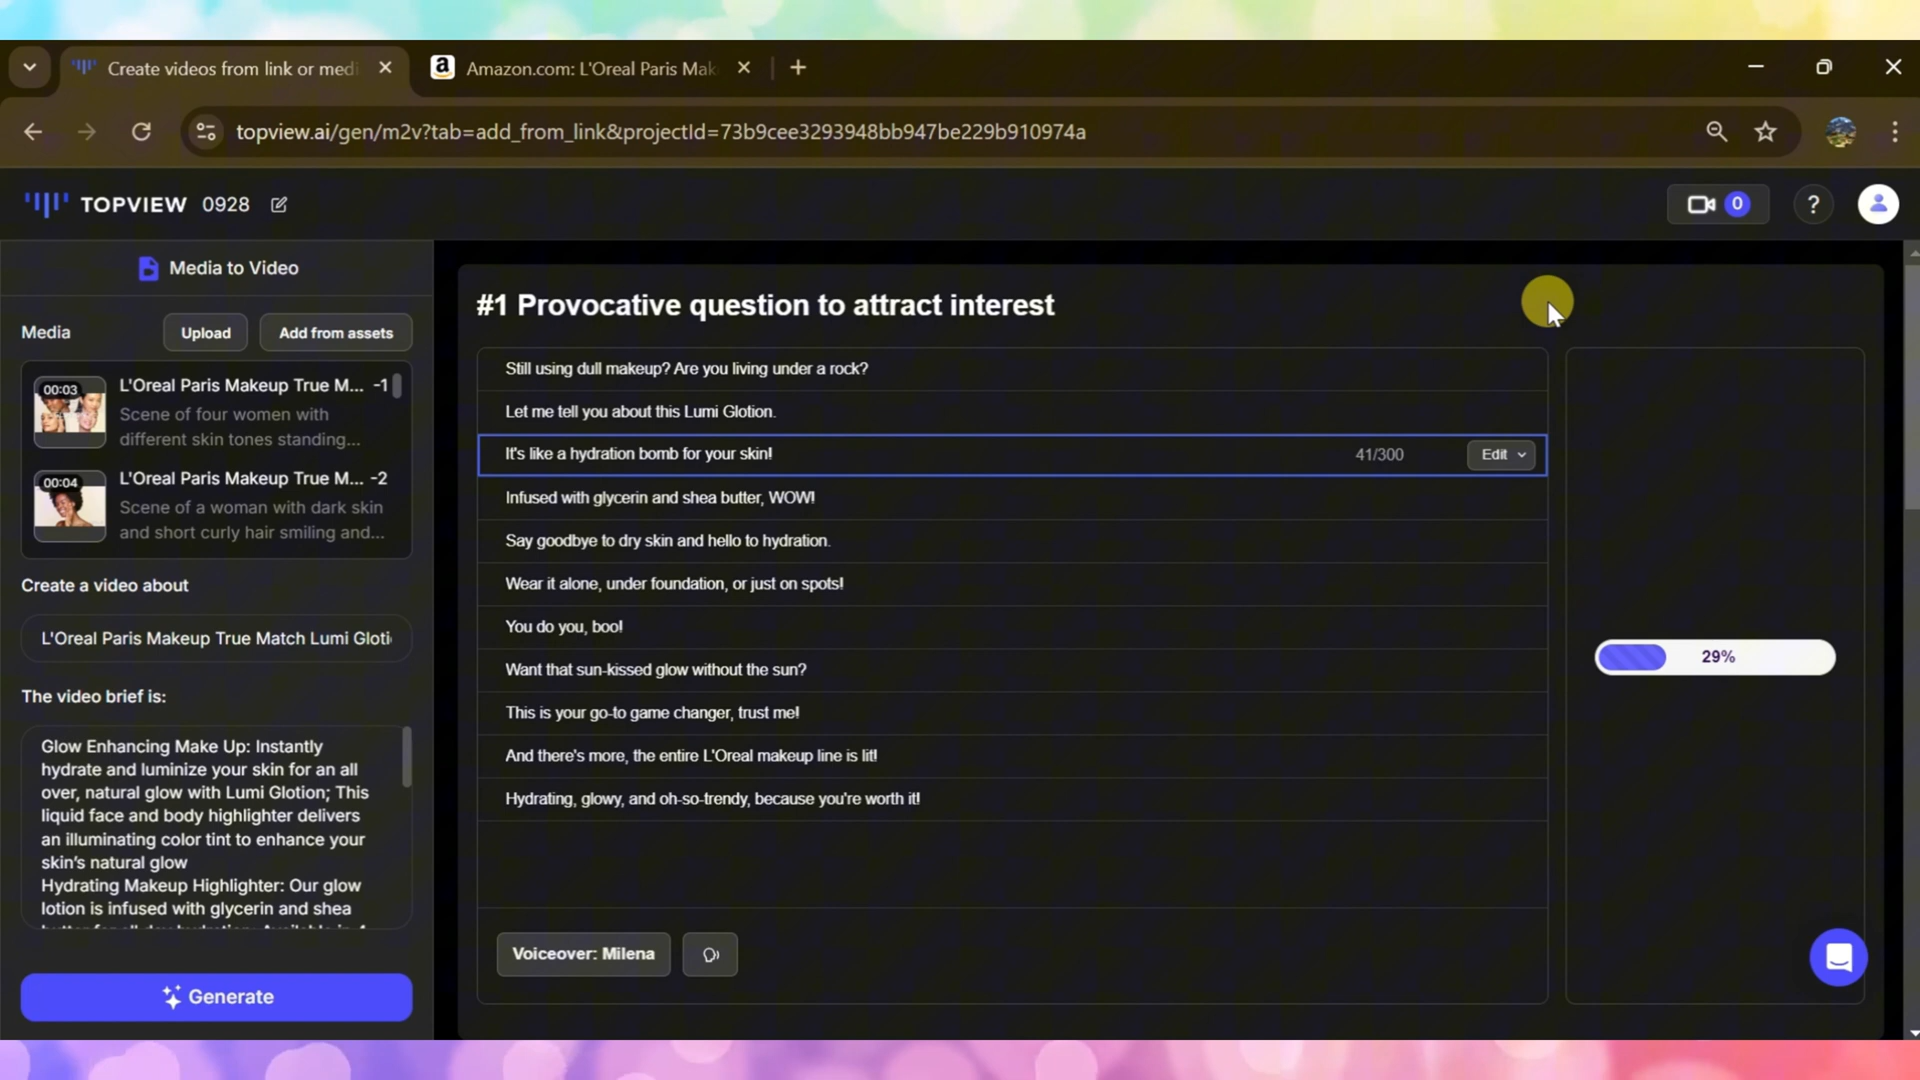 Create videos from link or medi
Amazon.com: L'Oreal Paris Mak
topview.ai/gen/m2v?tab=add_from_link&projectId=73b9cee3293948bb947be229b910974a
TOPVIEW 0928
0
?
Media to Video
Media
Upload
Add from assets
00:03
L'Oreal Paris Makeup True M... -1
Scene of four women with
different skin tones standing...
00:04
L'Oreal Paris Makeup True M... -2
Scene of a woman with dark skin
and short curly hair smiling and...
Create a video about
L'Oreal Paris Makeup True Match Lumi Gloti
The video brief is:
Glow Enhancing Make Up: Instantly
hydrate and luminize your skin for an all
over, natural glow with Lumi Glotion; This
liquid face and body highlighter delivers
an illuminating color tint to enhance your
skin's natural glow
Hydrating Makeup Highlighter: Our glow
lotion is infused with glycerin and shea
Generate
#1 Provocative question to attract interest
Still using dull makeup? Are you living under a rock?
Let me tell you about this Lumi Glotion.
It's like a hydration bomb for your skin!
41/300
Edit
Infused with glycerin and shea butter, WOW!
Say goodbye to dry skin and hello to hydration.
Wear it alone, under foundation, or just on spots!
You do you, boo!
Want that sun-kissed glow without the sun?
This is your go-to game changer, trust me!
And there's more, the entire L'Oreal makeup line is lit!
Hydrating, glowy, and oh-so-trendy, because you're worth it!
Voiceover: Milena
29%